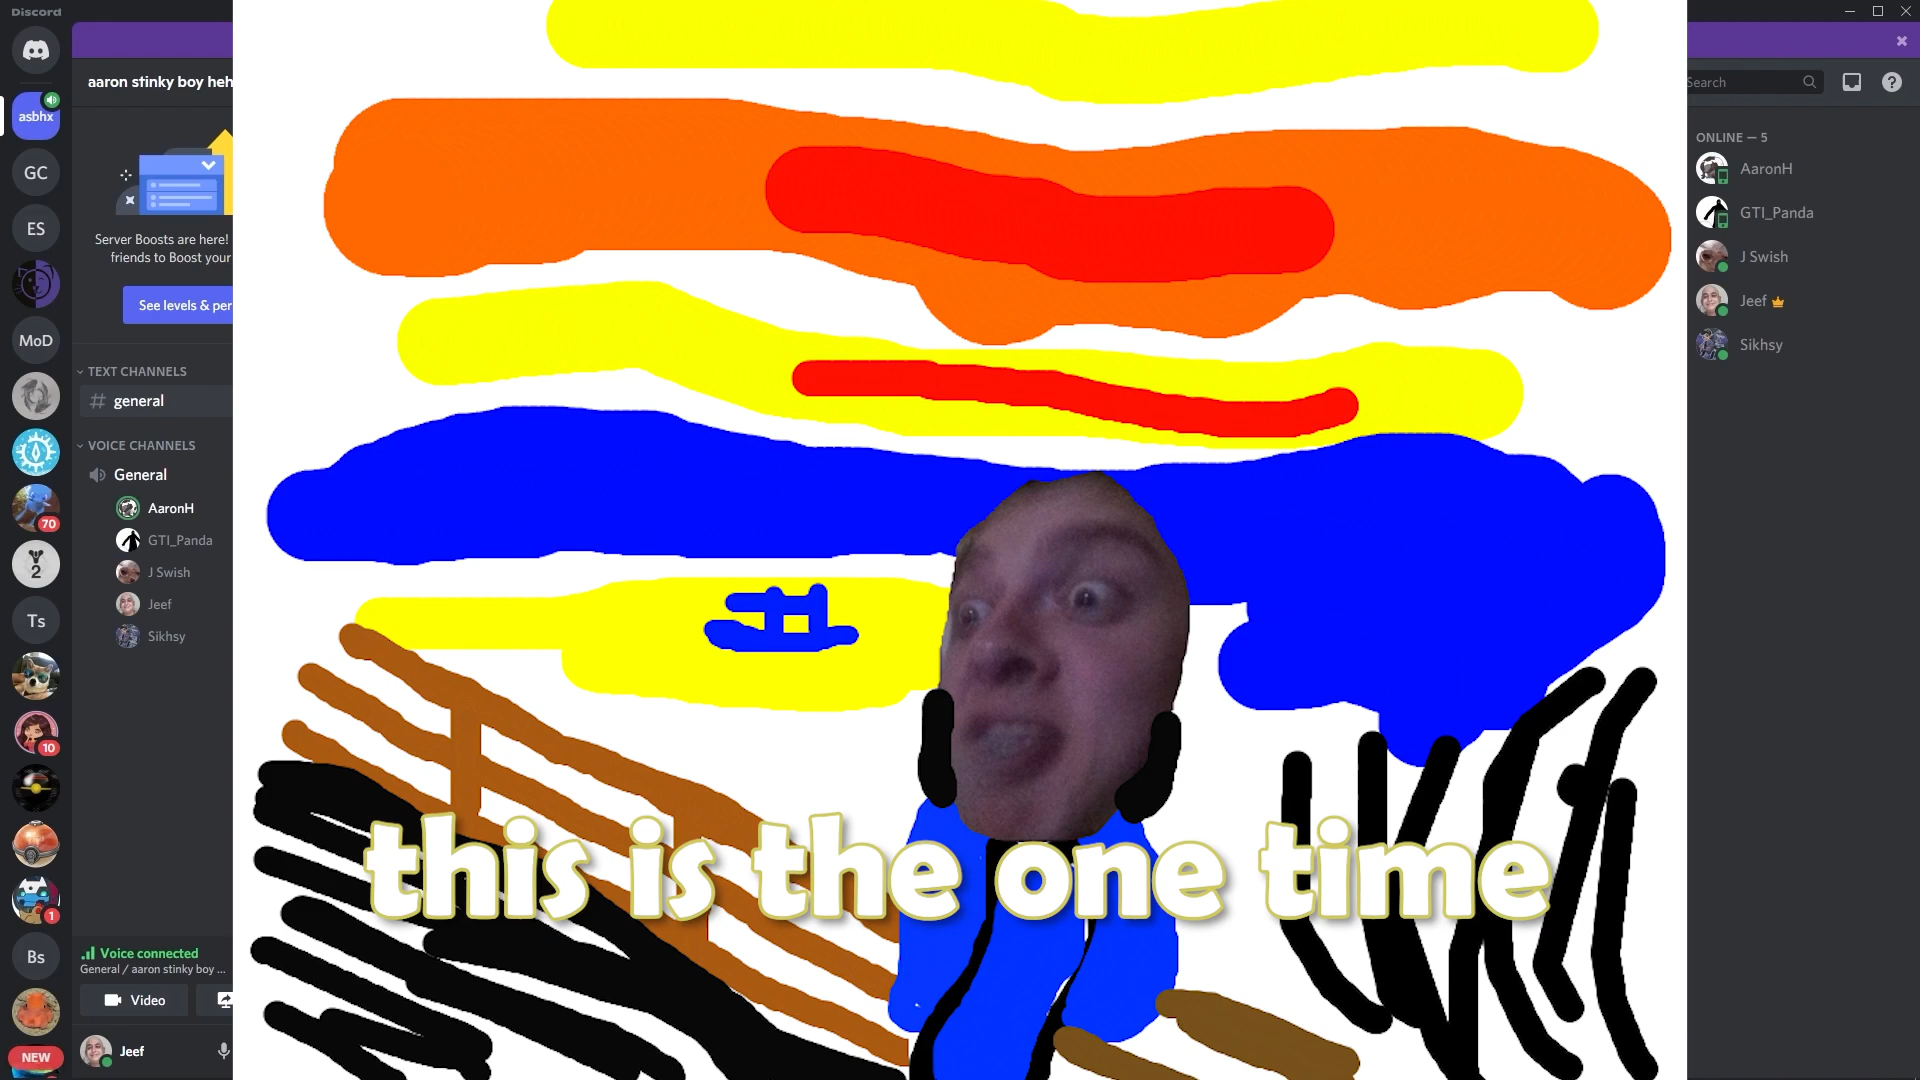 Discord
aaron stinky boy heh
asbhx
GC
ES
MoD
70
2
Ts
10
1
Bs
NEW
Server Boosts are here!
friends to Boost your
See levels & per
TEXT CHANNELS
# general
VOICE CHANNELS
General
AaronH
GTI_Panda
J Swish
Jeef
Sikhsy
Voice connected
General / aaron stinky boy ...
Video
Jeef
this is the one time
Search
ONLINE — 5
AaronH
GTI_Panda
J Swish
Jeef
Sikhsy